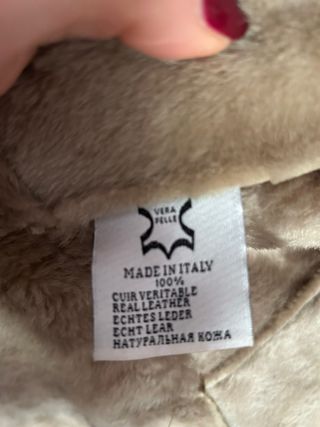 VERA
PELLE
MADE IN ITALY
100%
CUIR VERITABLE
REAL LEATHER
ECHTES LEDER
ECHT LEAR
НАТУРАЛЬНАЯ КОЖА